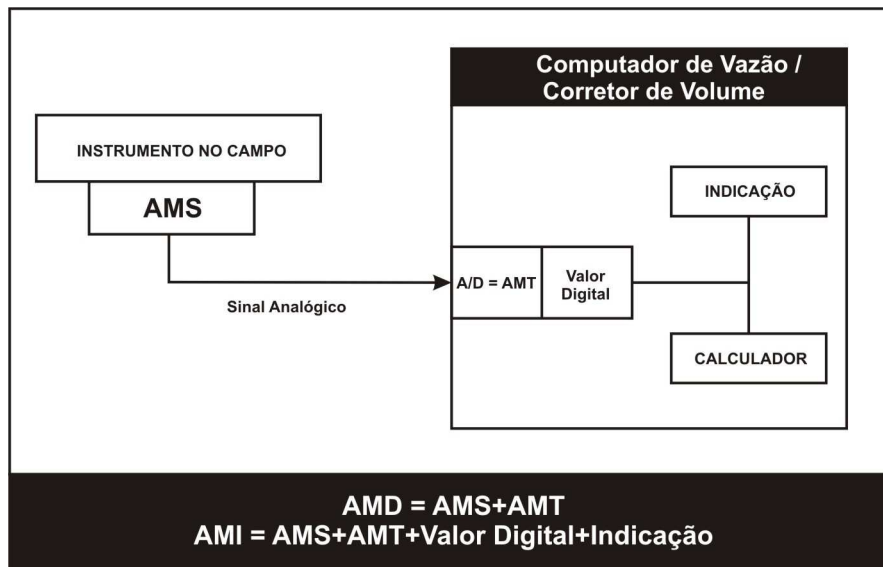 Computador de Vazão /
Corretor de Volume
INSTRUMENTO NO CAMPO
AMS
INDICAÇÃO
A/D = AMT
Valor
Digital
Sinal Analógico
CALCULADOR
AMD = AMS+AMT
AMI = AMS+AMT+Valor Digital+Indicação